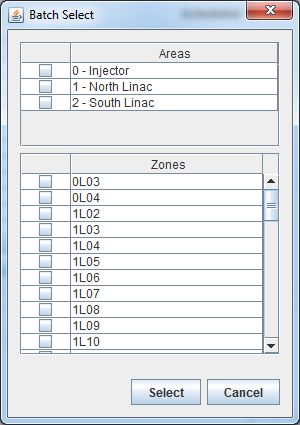 Batch Select
Areas
0 - Injector
1 - North Linac
2 - South Linac
Zones
0L03
0L04
1L02
1L03
1L04
1L05
1L06
1L07
1L08
1L09
1L10
Select
Cancel